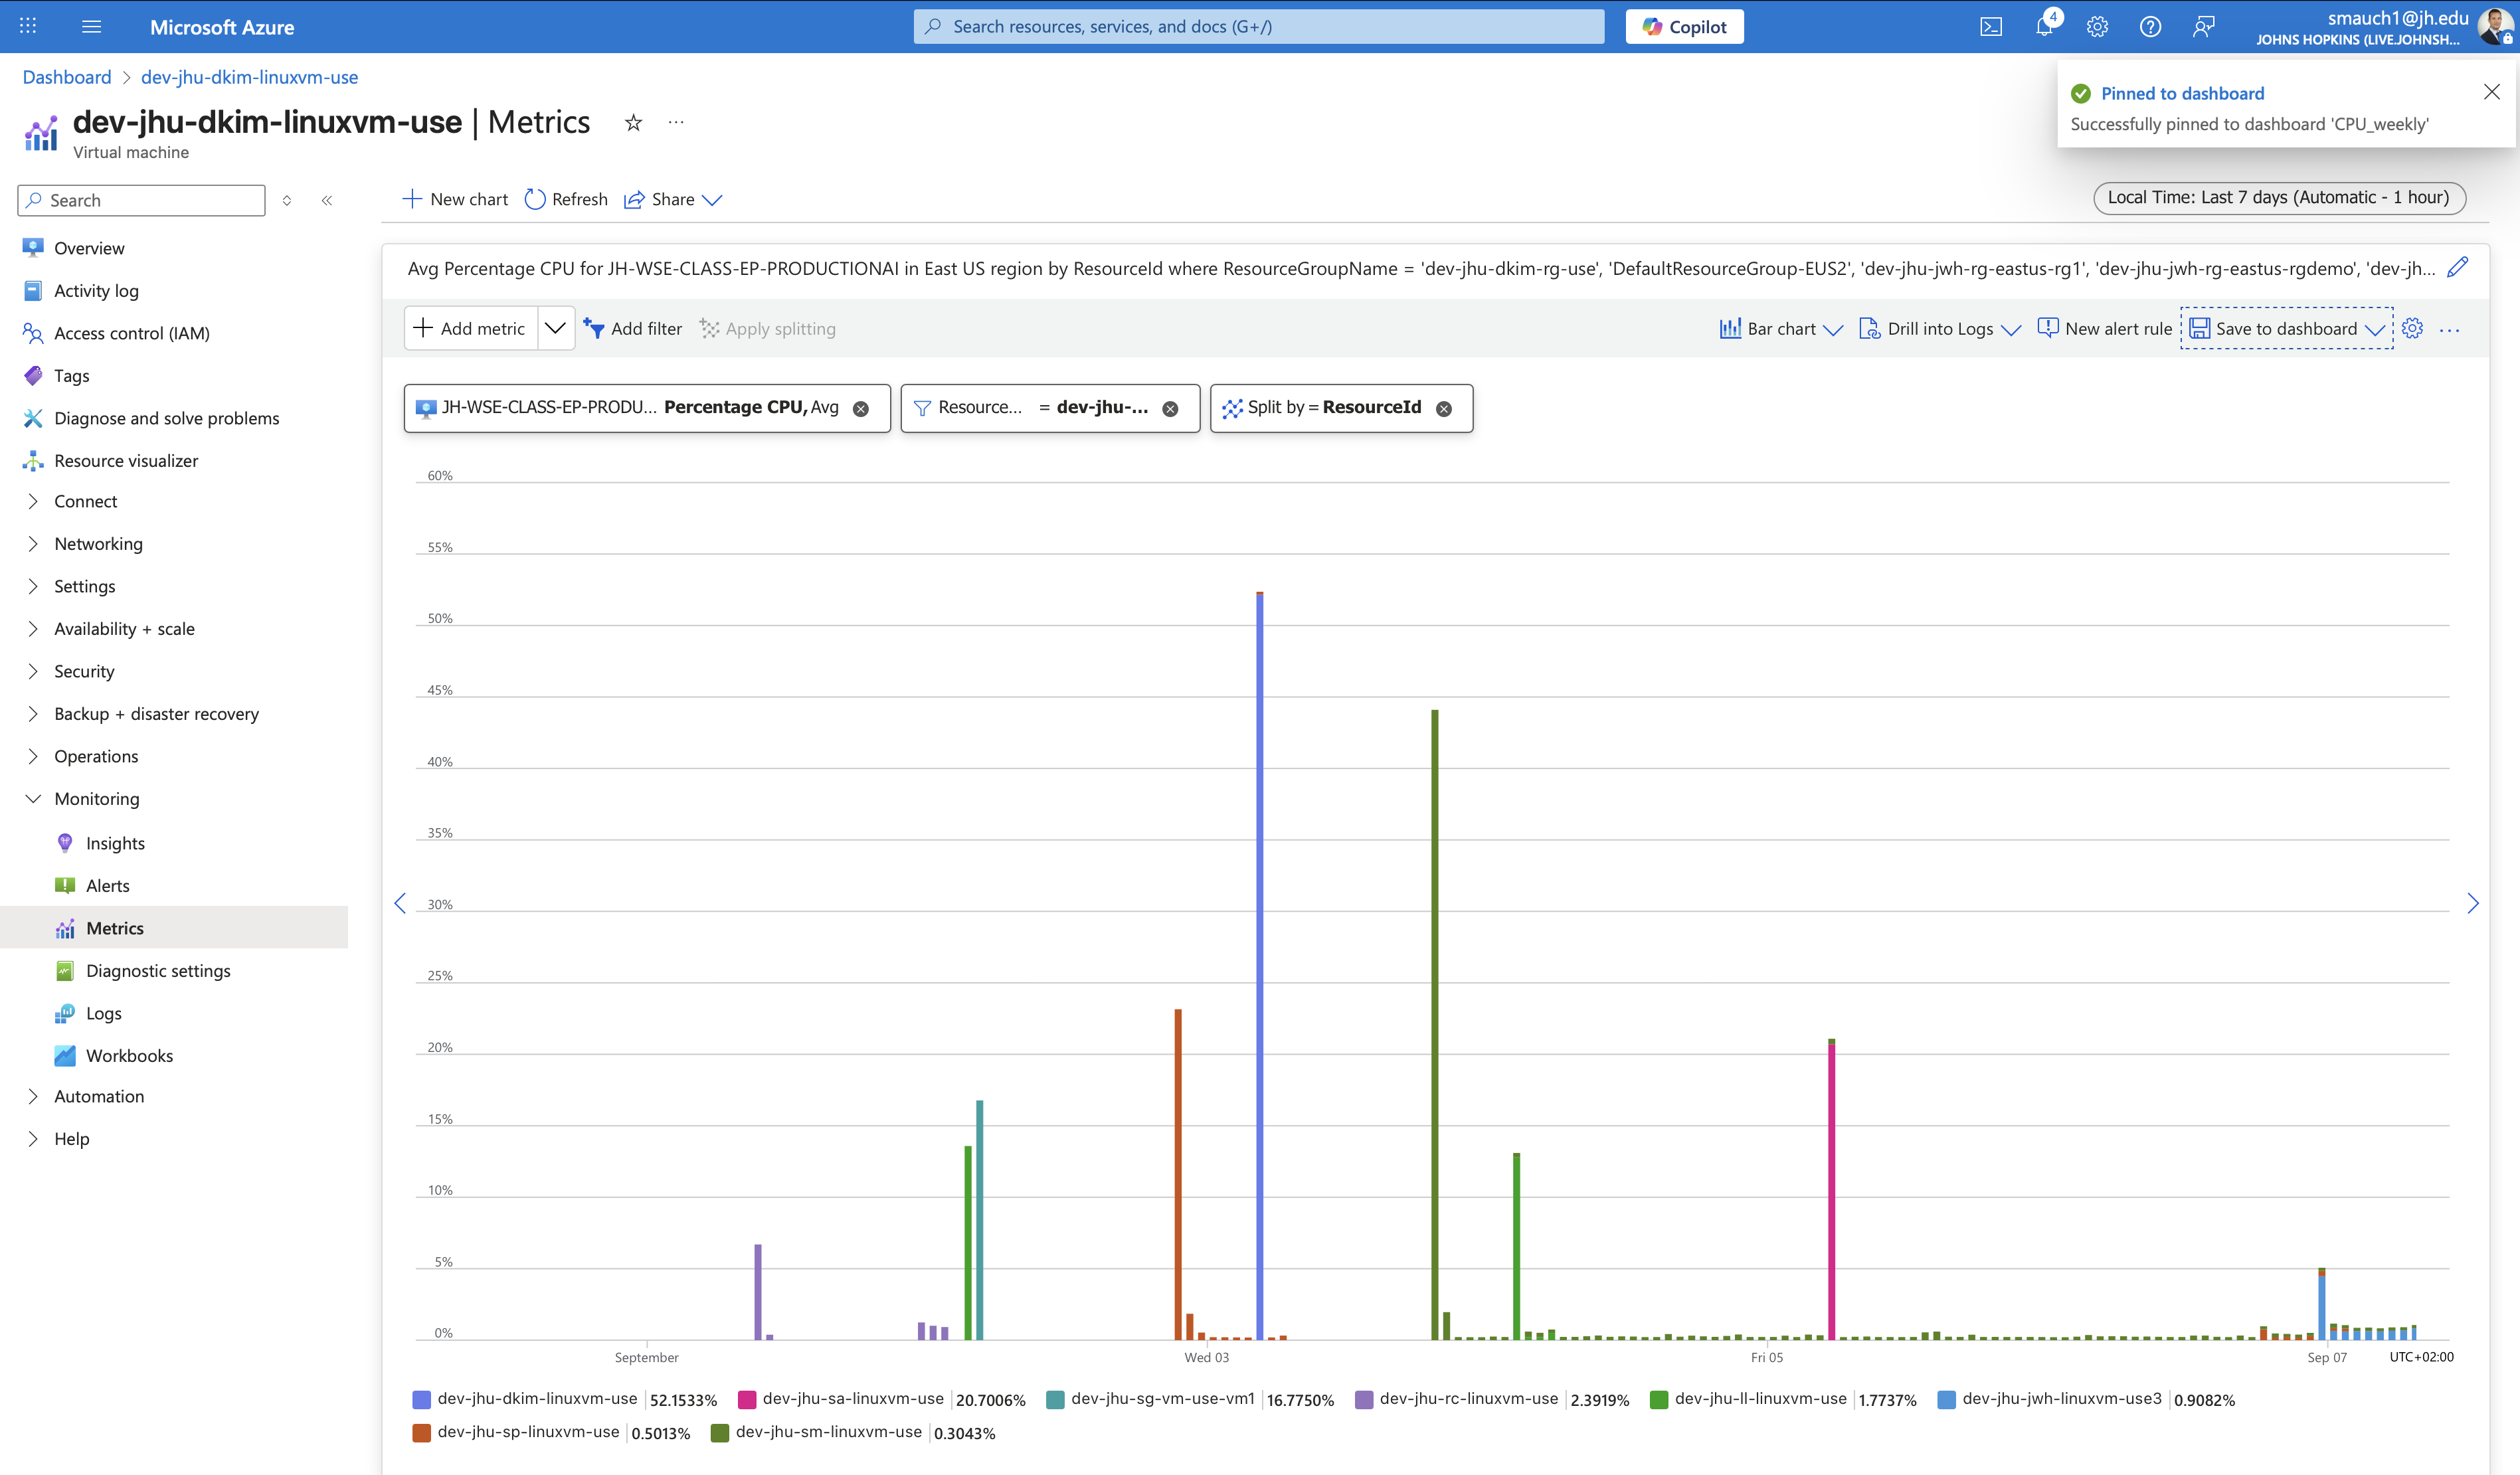 Microsoft Azure
Search resources, services, and docs (G+/)
Copilot
4
smauch1@jh.edu
JOHNS HOPKINS (LIVE.JOHNSH...
Dashboard > dev-jhu-dkim-linuxvm-use
dev-jhu-dkim-linuxvm-use | Metrics
Virtual machine
Pinned to dashboard
Successfully pinned to dashboard 'CPU_weekly'
Search
New chart
Refresh
Share
Local Time: Last 7 days (Automatic - 1 hour)
Overview
Activity log
Access control (IAM)
Tags
Diagnose and solve problems
Resource visualizer
Connect
Networking
Settings
Availability + scale
Security
Backup + disaster recovery
Operations
Monitoring
Insights
Alerts
Metrics
Diagnostic settings
Logs
Workbooks
Automation
Help
Avg Percentage CPU for JH-WSE-CLASS-EP-PRODUCTIONAI in East US region by ResourceId where ResourceGroupName = 'dev-jhu-dkim-rg-use', 'DefaultResourceGroup-EUS2', 'dev-jhu-jwh-rg-eastus-rg1', 'dev-jhu-jwh-rg-eastus-rgdemo', 'dev-jh...
Add metric
Add filter
Apply splitting
Bar chart
Drill into Logs
New alert rule
Save to dashboard
JH-WSE-CLASS-EP-PRODU... Percentage CPU, Avg
Resource... = dev-jhu-...
Split by = ResourceId
60%
55%
50%
45%
40%
35%
30%
25%
20%
15%
10%
5%
0%
September
Wed 03
Fri 05
Sep 07
UTC+02:00
dev-jhu-dkim-linuxvm-use 52.1533%
dev-jhu-sa-linuxvm-use 20.7006%
dev-jhu-sg-vm-use-vm1 16.7750%
dev-jhu-rc-linuxvm-use 2.3919%
dev-jhu-ll-linuxvm-use 1.7737%
dev-jhu-jwh-linuxvm-use3 0.9082%
dev-jhu-sp-linuxvm-use 0.5013%
dev-jhu-sm-linuxvm-use 0.3043%